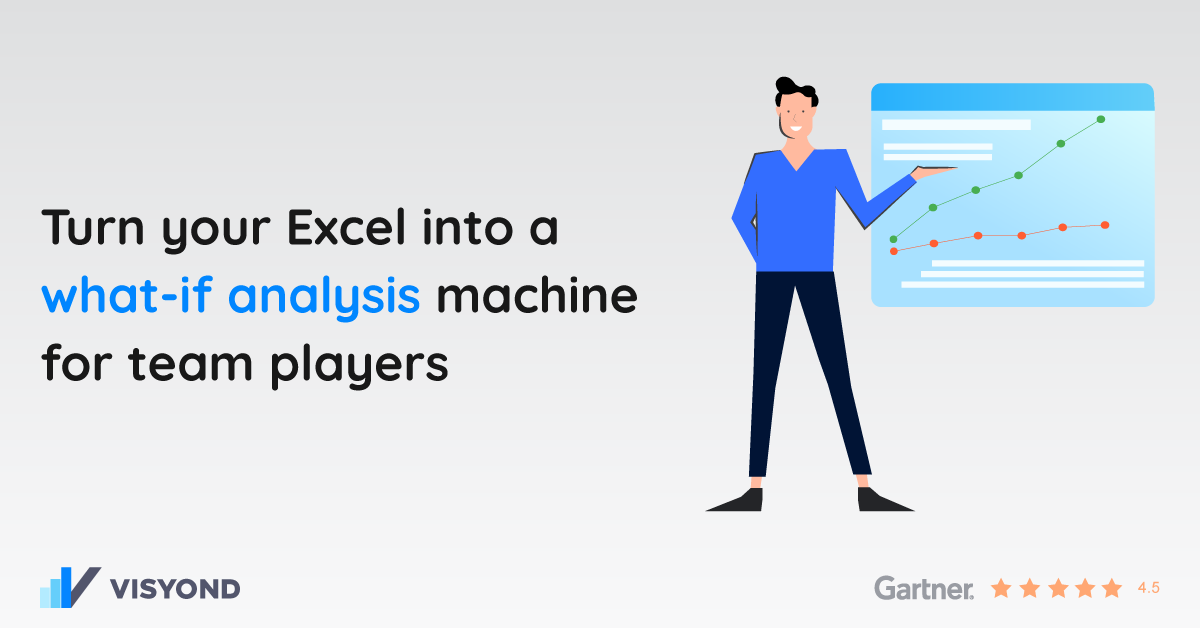 Turn your Excel into a
what-if analysis machine
for team players
VISYOND
Gartner. 4.5